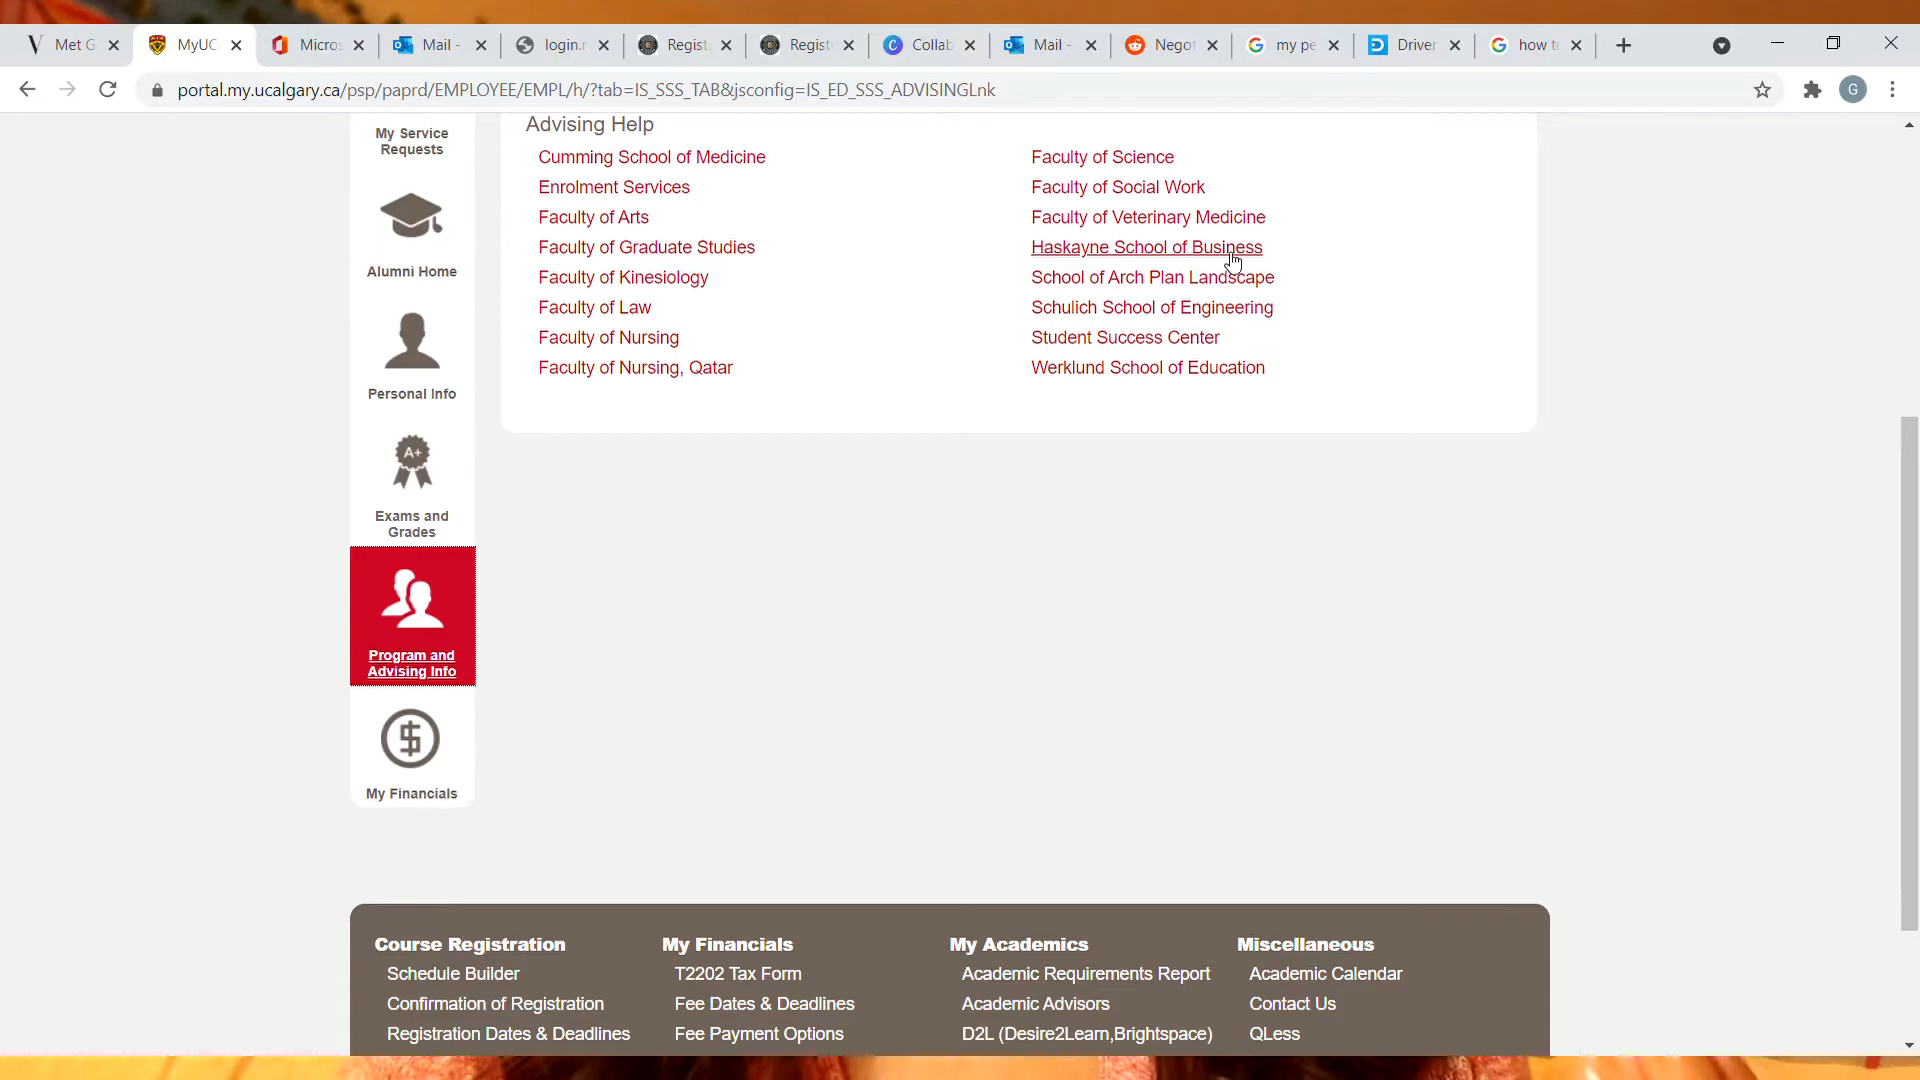 Met G
MyUC
Micros
Mail -
login.r
Regist
Regist
Collab
Mail -
Negot
my pe
Driver
how to
portal.my.ucalgary.ca/psp/paprd/EMPLOYEE/EMPL/h/?tab=IS_SSS_TAB&jsconfig=IS_ED_SSS_ADVISINGLnk
G
My Service
Requests
Alumni Home
Personal Info
A+
Exams and
Grades
Program and
Advising Info
My Financials
Advising Help
Cumming School of Medicine
Enrolment Services
Faculty of Arts
Faculty of Graduate Studies
Faculty of Kinesiology
Faculty of Law
Faculty of Nursing
Faculty of Nursing, Qatar
Faculty of Science
Faculty of Social Work
Faculty of Veterinary Medicine
Haskayne School of Business
School of Arch Plan Landscape
Schulich School of Engineering
Student Success Center
Werklund School of Education
Course Registration
Schedule Builder
Confirmation of Registration
Registration Dates & Deadlines
My Financials
T2202 Tax Form
Fee Dates & Deadlines
Fee Payment Options
My Academics
Academic Requirements Report
Academic Advisors
D2L (Desire2Learn,Brightspace)
Miscellaneous
Academic Calendar
Contact Us
QLess